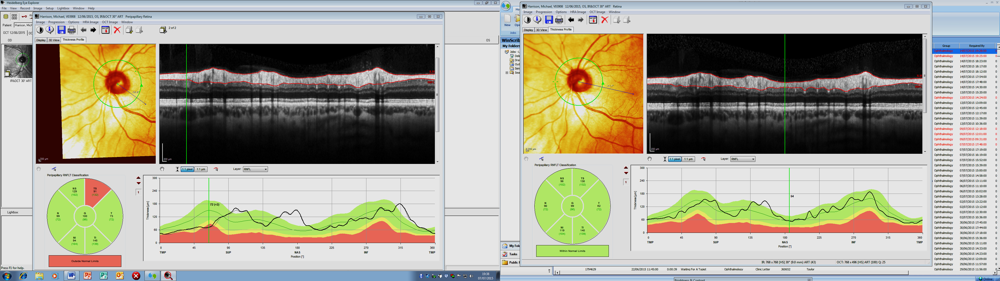 Heidelberg Eye Explorer
File View Record Image Setup Lightbox Window Help
Patient: Harrison, Mich
OCT 12/06/2015
OD
OS
IR&OCT 30° ART
Lightbox
Press F1 for help.
Harrison, Michael, V03908 12/06/2015, OS, IR&OCT 30° ART Peripapillary Retina
Image Progression Options HRA Image OCT Image Window
2 of 2
Display 3D View Thickness Profile
200 µm
200 µm
ILM
RNFL
1:1 pixel 1:1 µm Layer: RNFL
Peripapillary RNFLT Classification
NS 129 (102)
TS 91 (132)
N 99 (72)
G 100 (96)
T 73 (72)
NI 94 (104)
TI 145 (139)
Outside Normal Limits
1
Thickness [µm]
300
240
180
120
60
0
72 (+2)
0 45 90 135 180 225 270 315 360
TMP SUP NAS INF TMP
Position [°]
Harrison, Michael, V03908 12/06/2015, OS, IR&OCT 30° ART Retina
Image Progression Options HRA Image OCT Image Window
Display 3D View Thickness Profile
-12.7°
200 µm
200 µm
ILM
RNFL
1:1 pixel 1:1 µm Layer: RNFL
Peripapillary RNFLT Classification
NS 98 (102)
TS 130 (132)
N 90 (72)
G 99 (96)
T 62 (72)
NI 119 (104)
TI 140 (139)
Within Normal Limits
1
Thickness [µm]
300
240
180
120
60
0
54
0 45 90 135 180 225 270 315 360
TMP SUP NAS INF TMP
Position [°]
IR: 768 x 768 [HS] 30° (9.0 mm) ART (43) OCT: 768 x 496 [HS] ART (100) Q: 25
Ho
New Ope
Jobs
WinScrib
My Folders
Jobs - L
Dele
Dra
Out
Sen
Sea
My Fol
Tasks
Public F
Group Required By
Ophthalmology 14/07/2015 19:28:00 0
Ophthalmology 14/07/2015 19:25:00 0
Ophthalmology 14/07/2015 18:23:00 0
Ophthalmology 14/07/2015 18:17:00 0
Ophthalmology 14/07/2015 18:12:00 0
Ophthalmology 14/07/2015 17:54:00 0
Ophthalmology 14/07/2015 17:48:00 0
Ophthalmology 14/07/2015 14:30:00 0
Ophthalmology 13/07/2015 15:20:00 0
Ophthalmology 13/07/2015 14:24:00 0
Ophthalmology 13/07/2015 13:09:00 0
Ophthalmology 13/07/2015 12:45:00 0
Ophthalmology 13/07/2015 12:17:00 0
Ophthalmology 13/07/2015 11:39:00 0
Ophthalmology 13/07/2015 10:36:00 0
Ophthalmology 09/07/2015 12:18:00 0
Ophthalmology 09/07/2015 12:01:00 0
Ophthalmology 09/07/2015 09:31:00 0
Ophthalmology 07/07/2015 17:48:00 0
Ophthalmology 07/07/2015 17:19:00 0
Ophthalmology 07/07/2015 16:19:00 0
Ophthalmology 07/07/2015 15:52:00 0
Ophthalmology 07/07/2015 15:39:00 0
Ophthalmology 07/07/2015 15:00:00 0
Ophthalmology 07/07/2015 14:58:00 0
Ophthalmology 06/07/2015 13:11:00 0
Ophthalmology 06/07/2015 11:10:00 0
Ophthalmology 06/07/2015 10:02:00 0
Ophthalmology 02/07/2015 13:28:00 0
Ophthalmology 02/07/2015 13:22:00 0
Ophthalmology 02/07/2015 13:12:00 0
Ophthalmology 02/07/2015 12:30:00 0
Ophthalmology 02/07/2015 10:36:00 0
Ophthalmology 30/06/2015 17:45:00 0
Ophthalmology 30/06/2015 17:44:00 0
Ophthalmology 30/06/2015 17:18:00 0
Ophthalmology 30/06/2015 15:36:00 0
Ophthalmology 30/06/2015 15:11:00 0
Ophthalmology 30/06/2015 14:33:00 0
Ophthalmology 30/06/2015 14:23:00 0
Ophthalmology 29/06/2015 12:09:00 0
Ophthalmology 29/06/2015 11:57:00 0
Ophthalmology 29/06/2015 11:56:00 0
1794629 22/06/2015 11:45:00 0:00:39 Waiting For A Typist Ophthalmology Clinic Letter J60652 Taylor
Brightness & Contrast
Online
19:38
07/07/2015